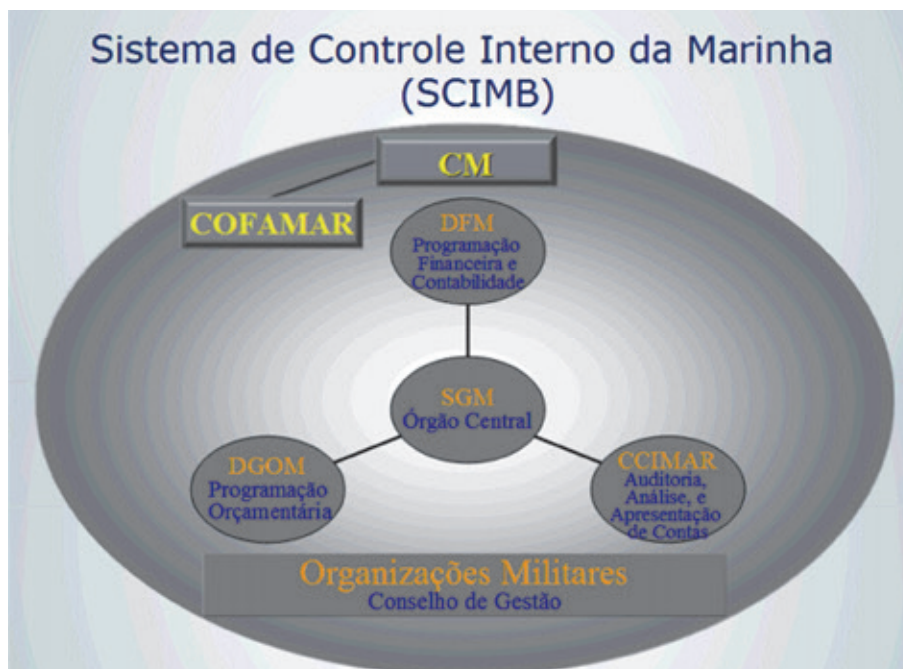 Sistema de Controle Interno da Marinha
(SCIMB)
CM
COFAMAR
DFM
Programação
Financeira e
Contabilidade
SGM
Órgão Central
DGOM
Programação
Orçamentária
CCIMAR
Auditoria,
Análise, e
Apresentação
de Contas
Organizações Militares
Conselho de Gestão